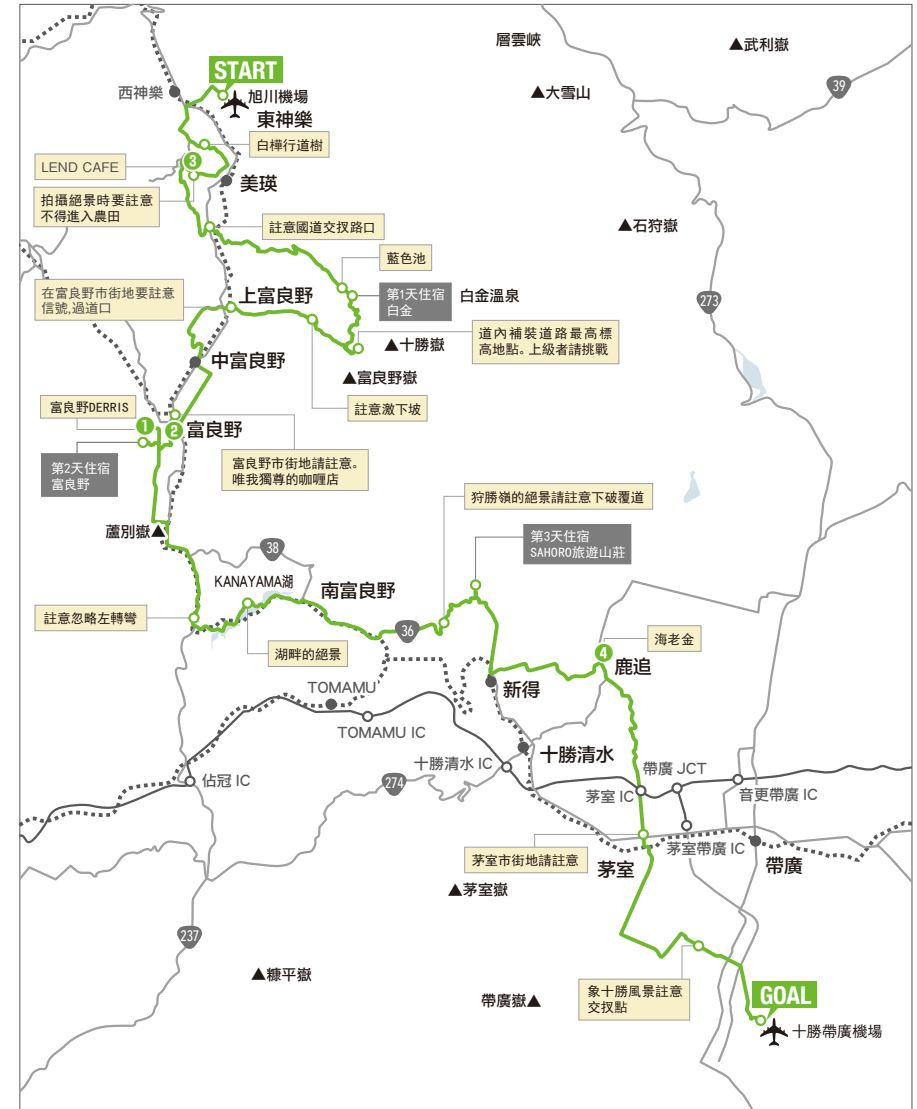 層雲峽
▲武利嶽
START
西神樂
旭川機場
東神樂
▲大雪山
39
白樺行道樹
LEND CAFE
3
美瑛
拍攝絕景時要註意
不得進入農田
註意國道交扠路口
▲石狩嶽
藍色池
273
在富良野市街地要註意
信號,過道口
上富良野
第1天住宿
白金
白金溫泉
道內補裝道路最高標
高地點。上級者請挑戰
▲十勝嶽
中富良野
▲富良野嶽
註意激下坡
富良野DERRIS
1
2
富良野
第2天住宿
富良野
富良野市街地請註意。
唯我獨尊的咖喱店
狩勝嶺的絕景請註意下破覆道
第3天住宿
SAHORO旅遊山莊
蘆別嶽▲
38
KANAYAMA湖
南富良野
註意忽略左轉彎
36
湖畔的絕景
4
海老金
鹿追
新得
TOMAMU
TOMAMU IC
十勝清水
十勝清水 IC
帶廣 JCT
佔冠 IC
274
茅室 IC
音更帶廣 IC
茅室市街地請註意
茅室帶廣 IC
茅室
帶廣
▲茅室嶽
237
▲糠平嶽
象十勝風景註意
交扠點
帶廣嶽▲
GOAL
十勝帶廣機場